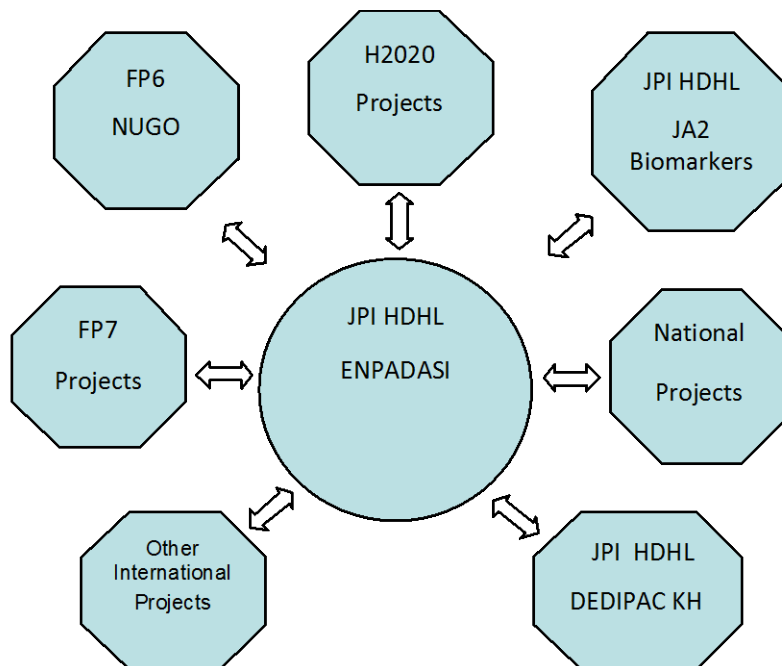 FP6
NUGO
H2020
Projects
JPI HDHL
JA2
Biomarkers
FP7
Projects
JPI HDHL
ENPADASI
National
Projects
Other
International
Projects
JPI HDHL
DEDIPAC KH